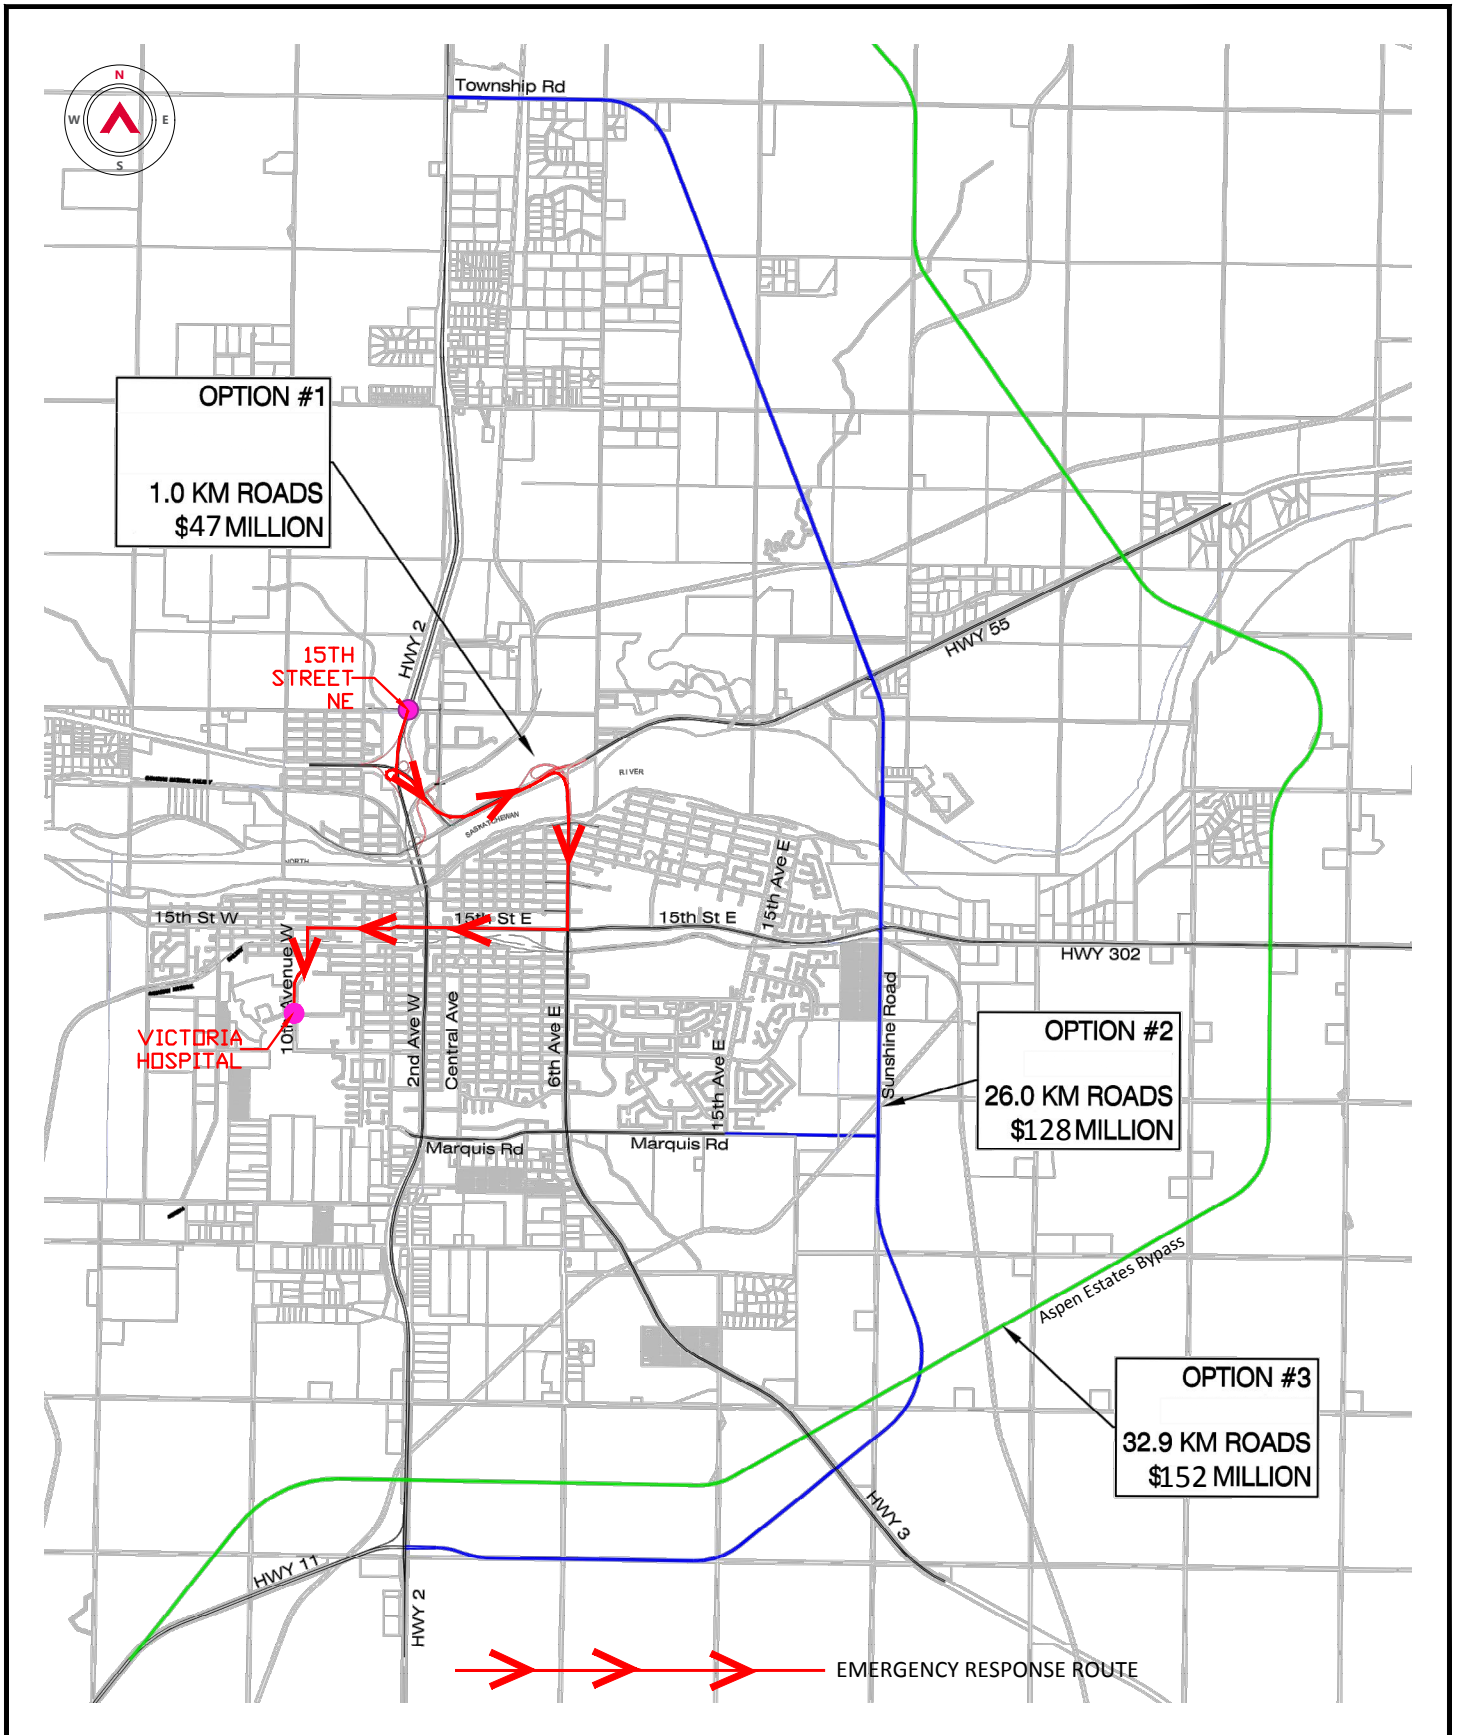 N
W
E
S
Township Rd
OPTION #1
1.0 KM ROADS
$47 MILLION
HWY 2
15TH
STREET
NE
HWY 55
RIVER
SASKATCHEWAN
NORTH
15th Ave E
15th St W
15th St E
15th St E
10th Avenue W
HWY 302
VICTORIA
HOSPITAL
2nd Ave W
Central Ave
6th Ave E
15th Ave E
Sunshine Road
OPTION #2
26.0 KM ROADS
$128 MILLION
Marquis Rd
Marquis Rd
Aspen Estates Bypass
OPTION #3
32.9 KM ROADS
$152 MILLION
HWY 3
HWY 11
HWY 2
EMERGENCY RESPONSE ROUTE